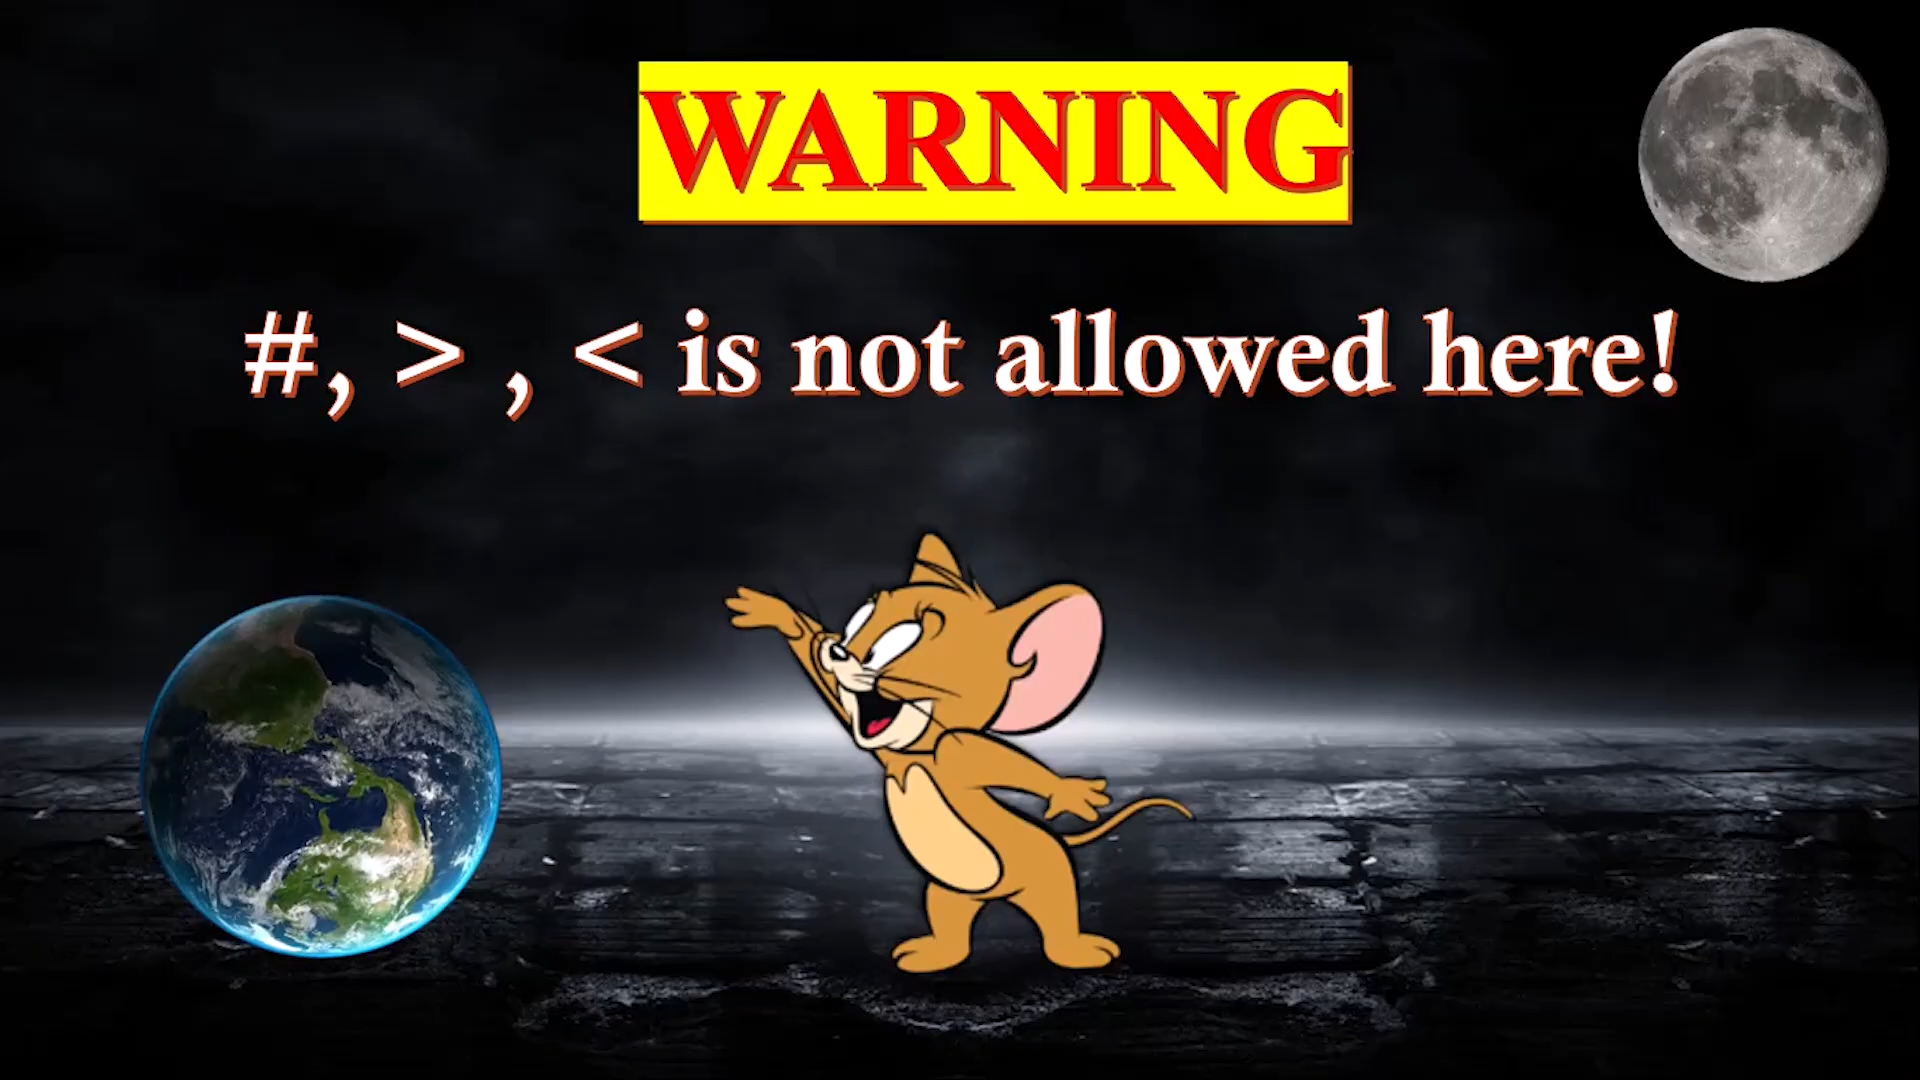 WARNING
#, > , < is not allowed here!